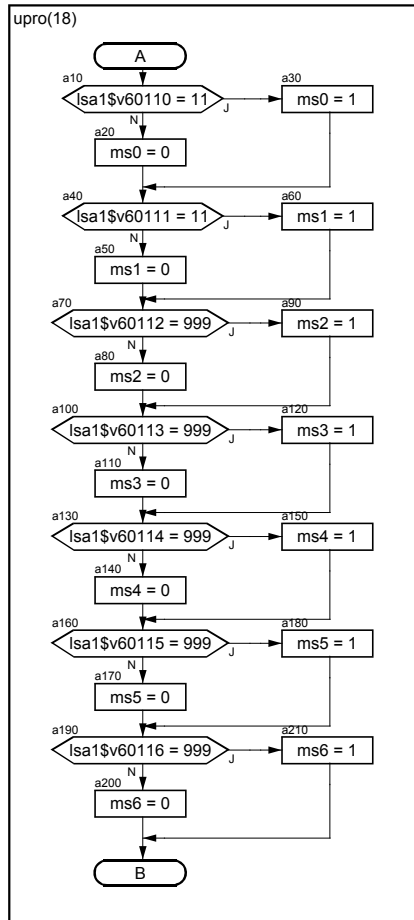 upro(18)
A
a10
lsa1$v60110 = 11
J
N
a30
ms0 = 1
a20
ms0 = 0
a40
lsa1$v60111 = 11
J
N
a60
ms1 = 1
a50
ms1 = 0
a70
lsa1$v60112 = 999
J
N
a90
ms2 = 1
a80
ms2 = 0
a100
lsa1$v60113 = 999
J
N
a120
ms3 = 1
a110
ms3 = 0
a130
lsa1$v60114 = 999
J
N
a150
ms4 = 1
a140
ms4 = 0
a160
lsa1$v60115 = 999
J
N
a180
ms5 = 1
a170
ms5 = 0
a190
lsa1$v60116 = 999
J
N
a210
ms6 = 1
a200
ms6 = 0
B